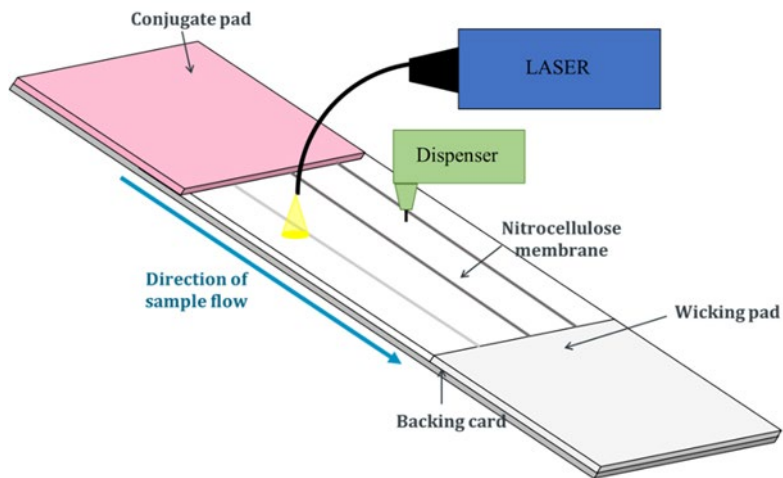 Conjugate pad
LASER
Dispenser
Nitrocellulose
membrane
Direction of
sample flow
Wicking pad
Backing card